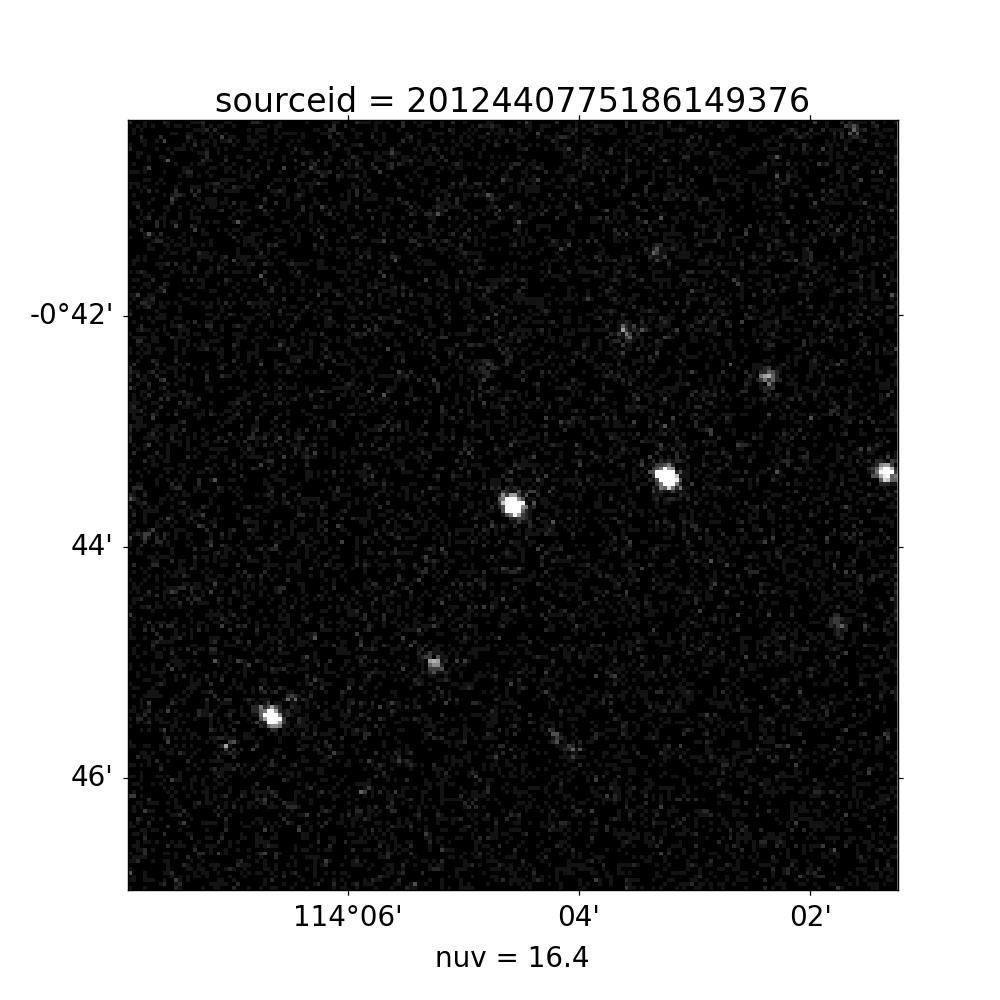 sourceid = 2012440775186149376
-0°42'
44'
46'
114°06' 04' 02'
nuv = 16.4